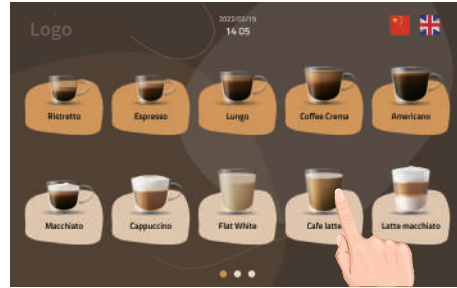 Logo
2022/02/19
14 05
Ristretto
Espresso
Lungo
Coffee Crema
Americano
Macchiato
Cappuccino
Flat White
Cafe latte
Latte macchiato